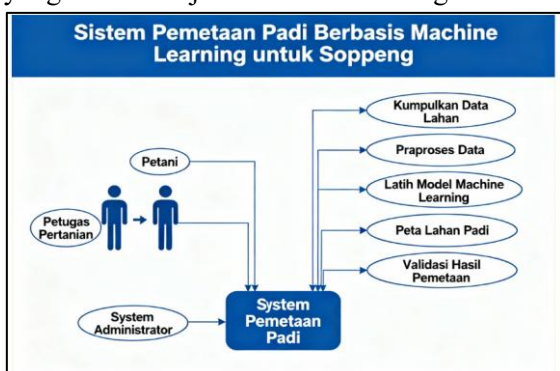 Sistem Pemetaan Padi Berbasis Machine
Learning untuk Soppeng
Kumpulkan Data
Lahan
Petani
Praproses Data
Latih Model Machine
Learning
Petugas
Pertanian
Peta Lahan Padi
Validasi Hasil
Pemetaan
System
Administrator
System
Pemetaan
Padi